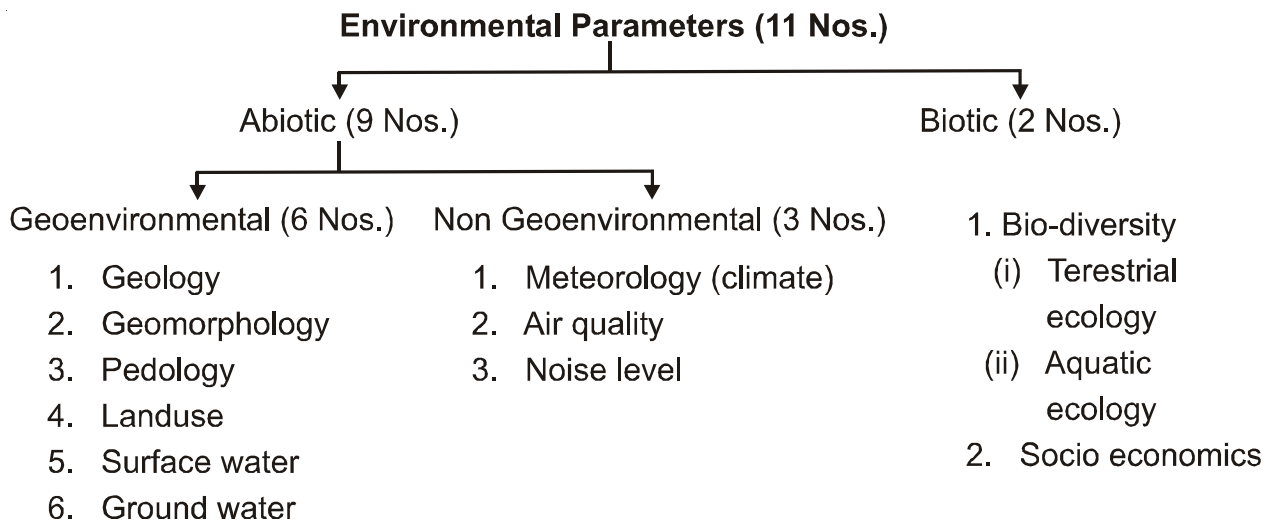 Environmental Parameters (11 Nos.)
Abiotic (9 Nos.)
Biotic (2 Nos.)
Geoenvironmental (6 Nos.)
1. Geology
2. Geomorphology
3. Pedology
4. Landuse
5. Surface water
6. Ground water
Non Geoenvironmental (3 Nos.)
1. Meteorology (climate)
2. Air quality
3. Noise level
1. Bio-diversity
(i) Terestrial
ecology
(ii) Aquatic
ecology
2. Socio economics